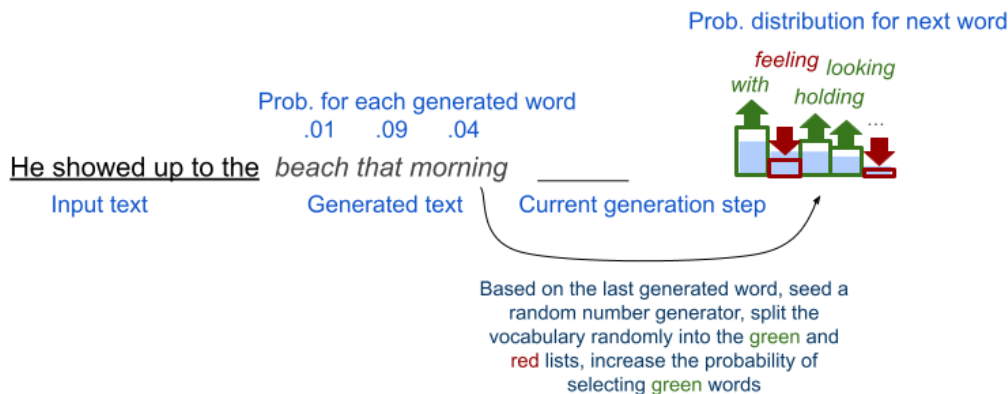 Prob. distribution for next word
feeling
looking
with
holding
...
Prob. for each generated word
.01 .09 .04
He showed up to the beach that morning ______
Input text Generated text Current generation step
Based on the last generated word, seed a
random number generator, split the
vocabulary randomly into the green and
red lists, increase the probability of
selecting green words